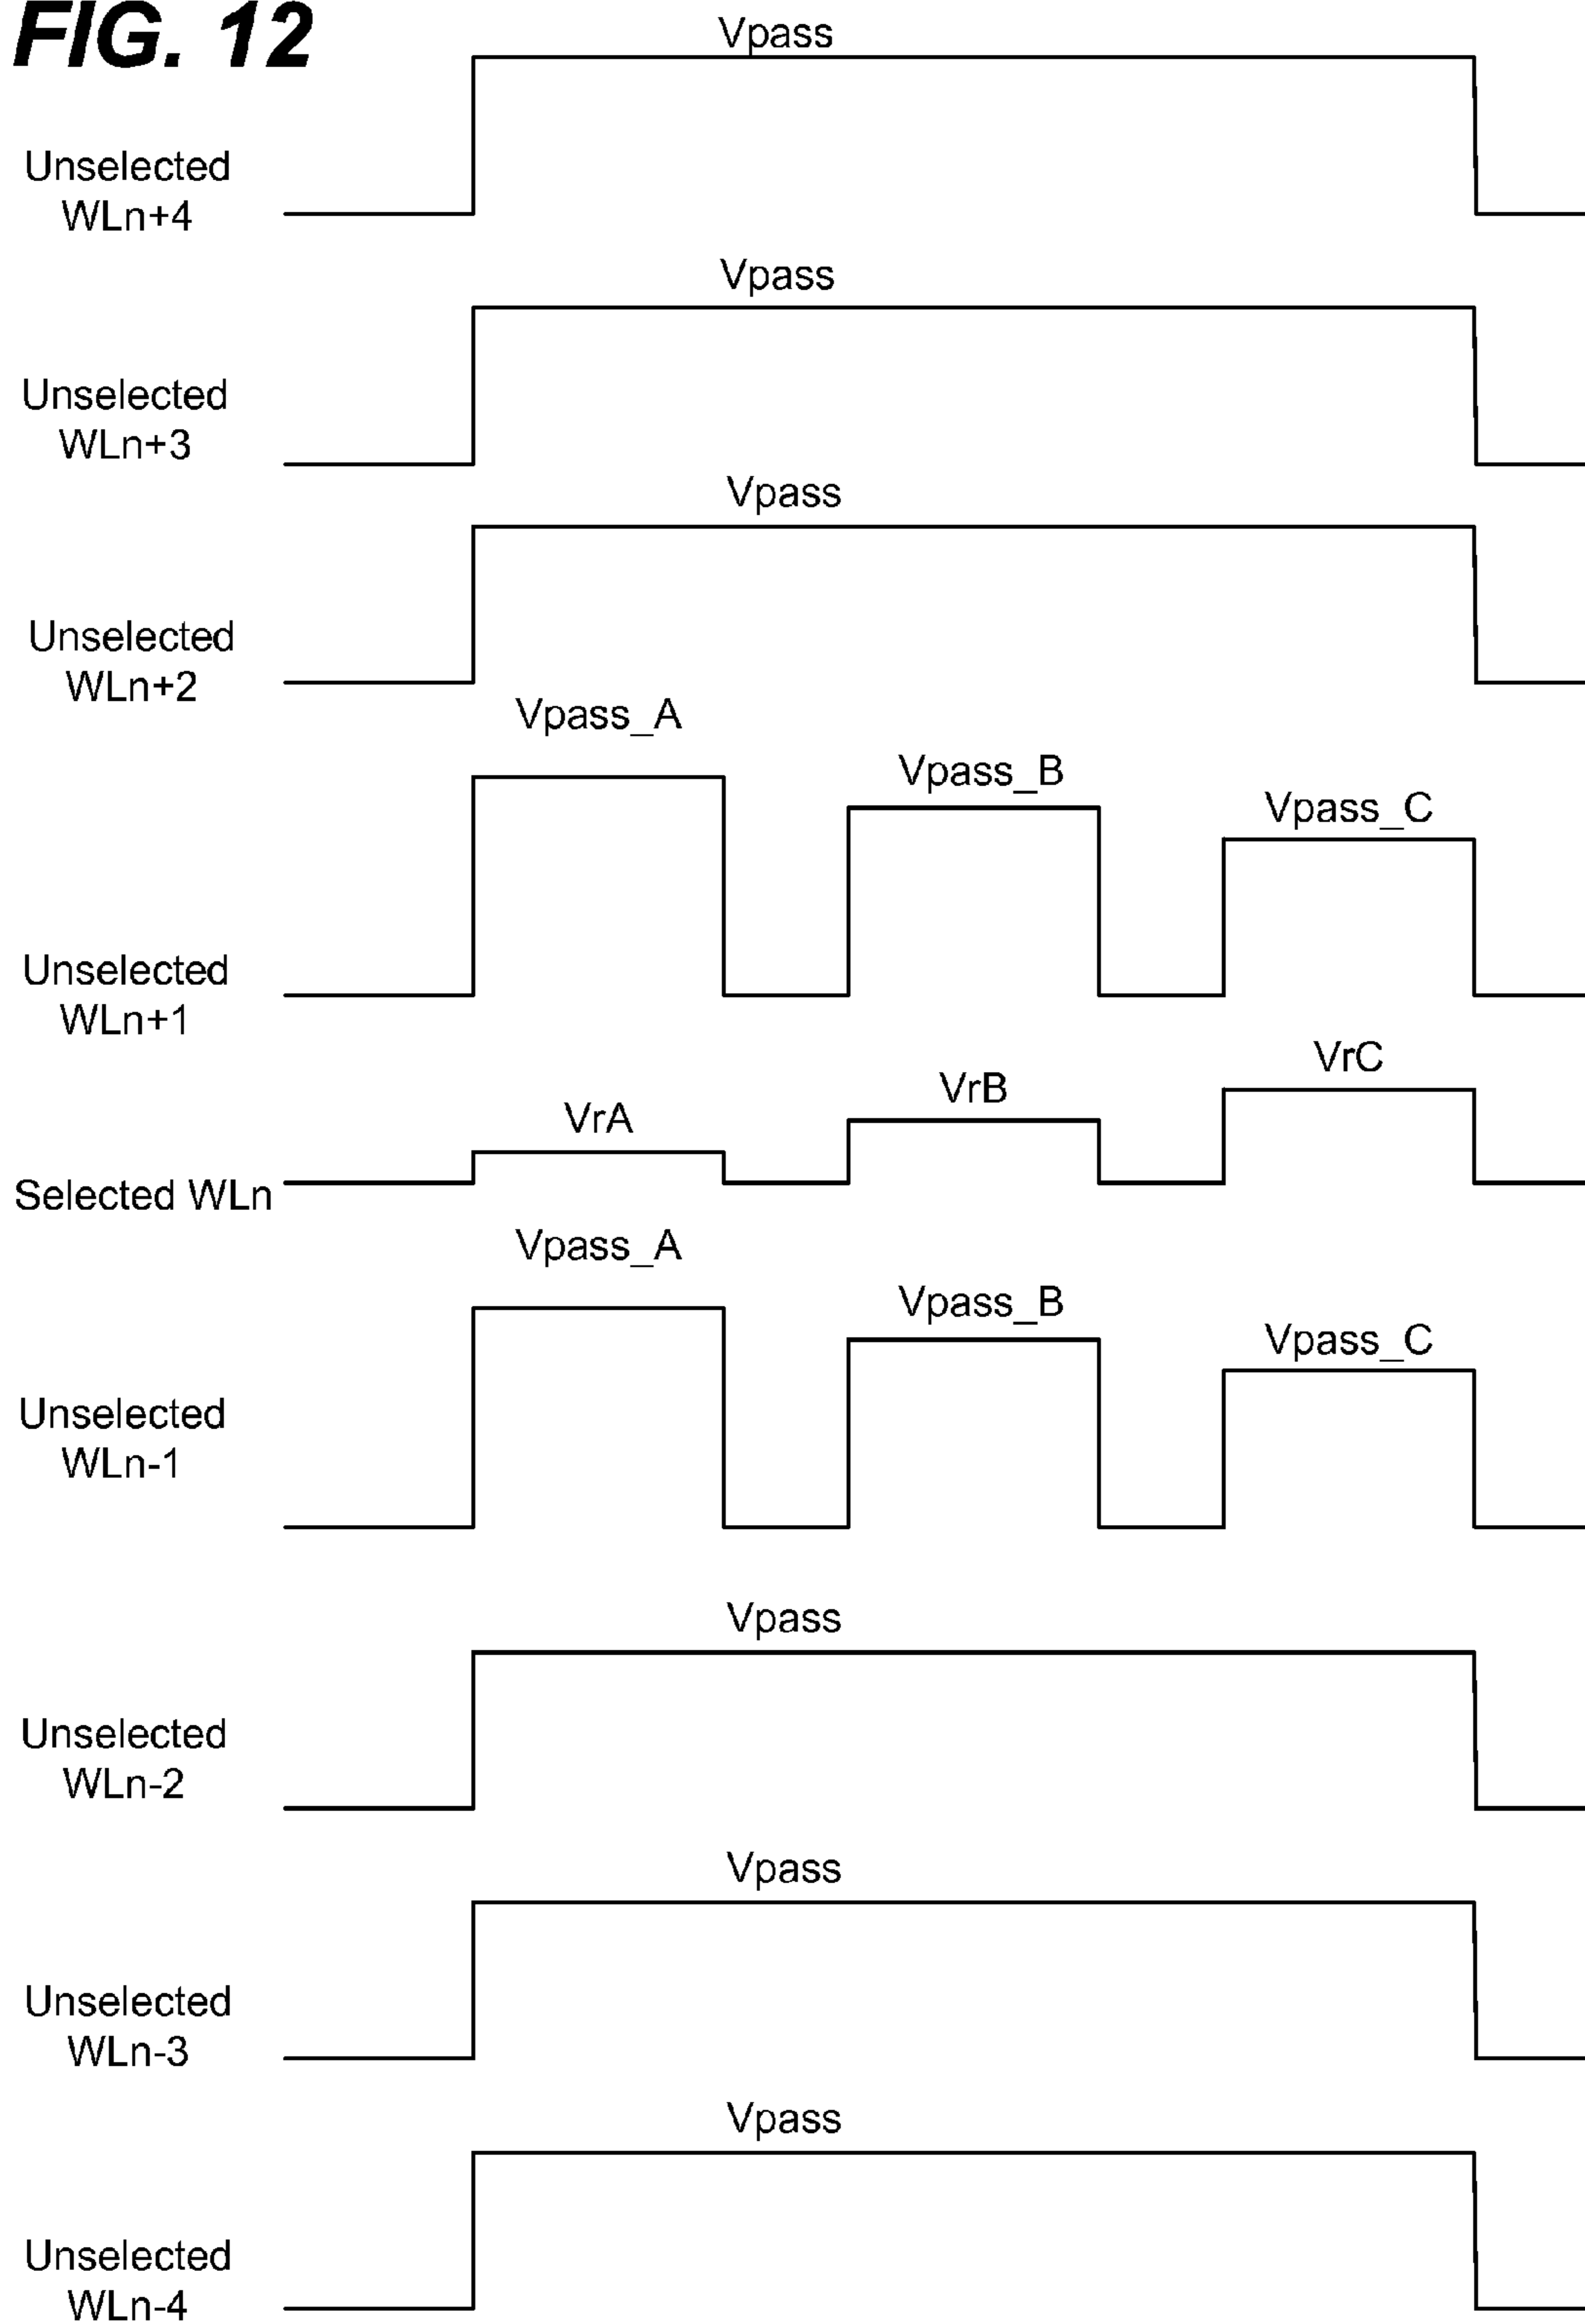 FIG. 12
Vpass
Unselected
WLn+4
Vpass
Unselected
WLn+3
Vpass
Unselected
WLn+2
Vpass_A
Vpass_B
Vpass_C
Unselected
WLn+1
VrA
VrB
VrC
Selected WLn
Vpass_A
Vpass_B
Vpass_C
Unselected
WLn-1
Vpass
Unselected
WLn-2
Vpass
Unselected
WLn-3
Vpass
Unselected
WLn-4